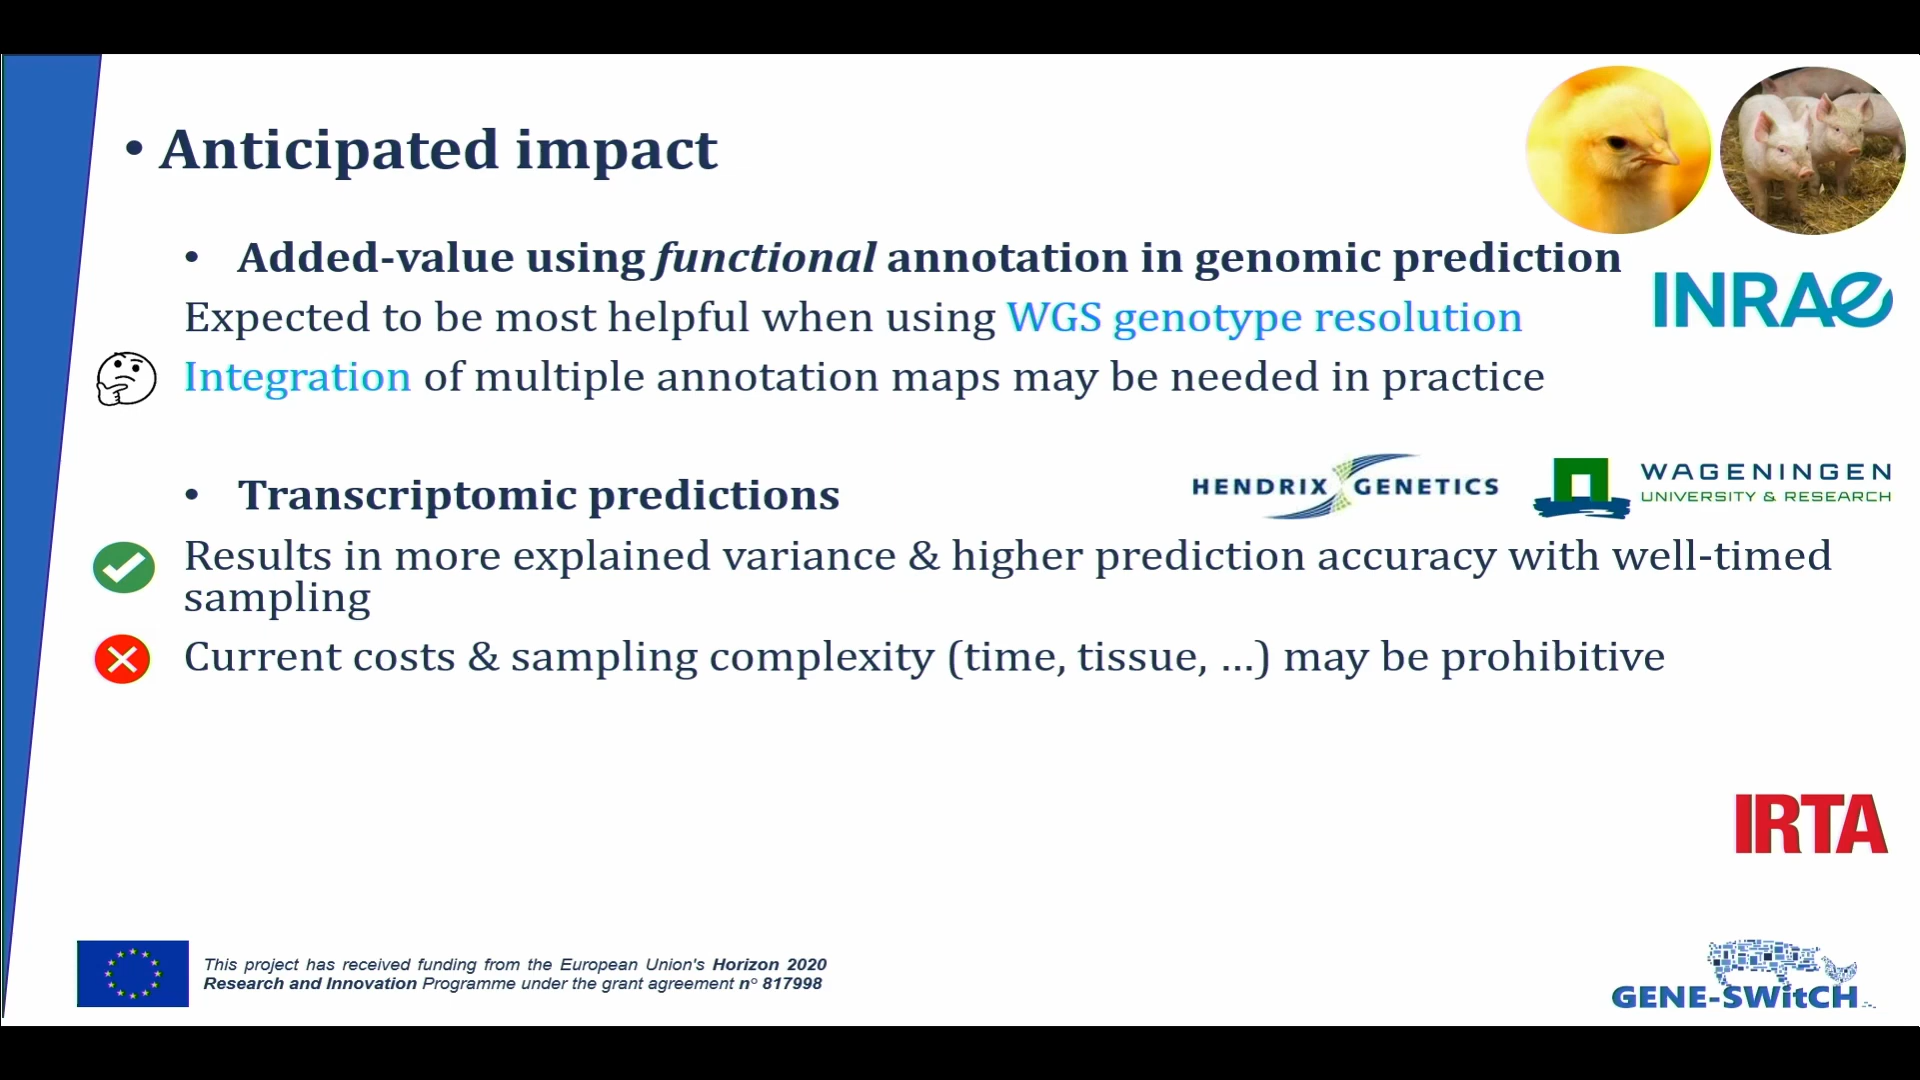 • Anticipated impact
• Added-value using functional annotation in genomic prediction
INRAE
Expected to be most helpful when using WGS genotype resolution
Integration of multiple annotation maps may be needed in practice
• Transcriptomic predictions
HENDRIX GENETICS
WAGENINGEN
UNIVERSITY & RESEARCH
Results in more explained variance & higher prediction accuracy with well-timed
sampling
Current costs & sampling complexity (time, tissue, ...) may be prohibitive
IRTA
This project has received funding from the European Union's Horizon 2020
Research and Innovation Programme under the grant agreement n° 817998
GENE-SWitCH